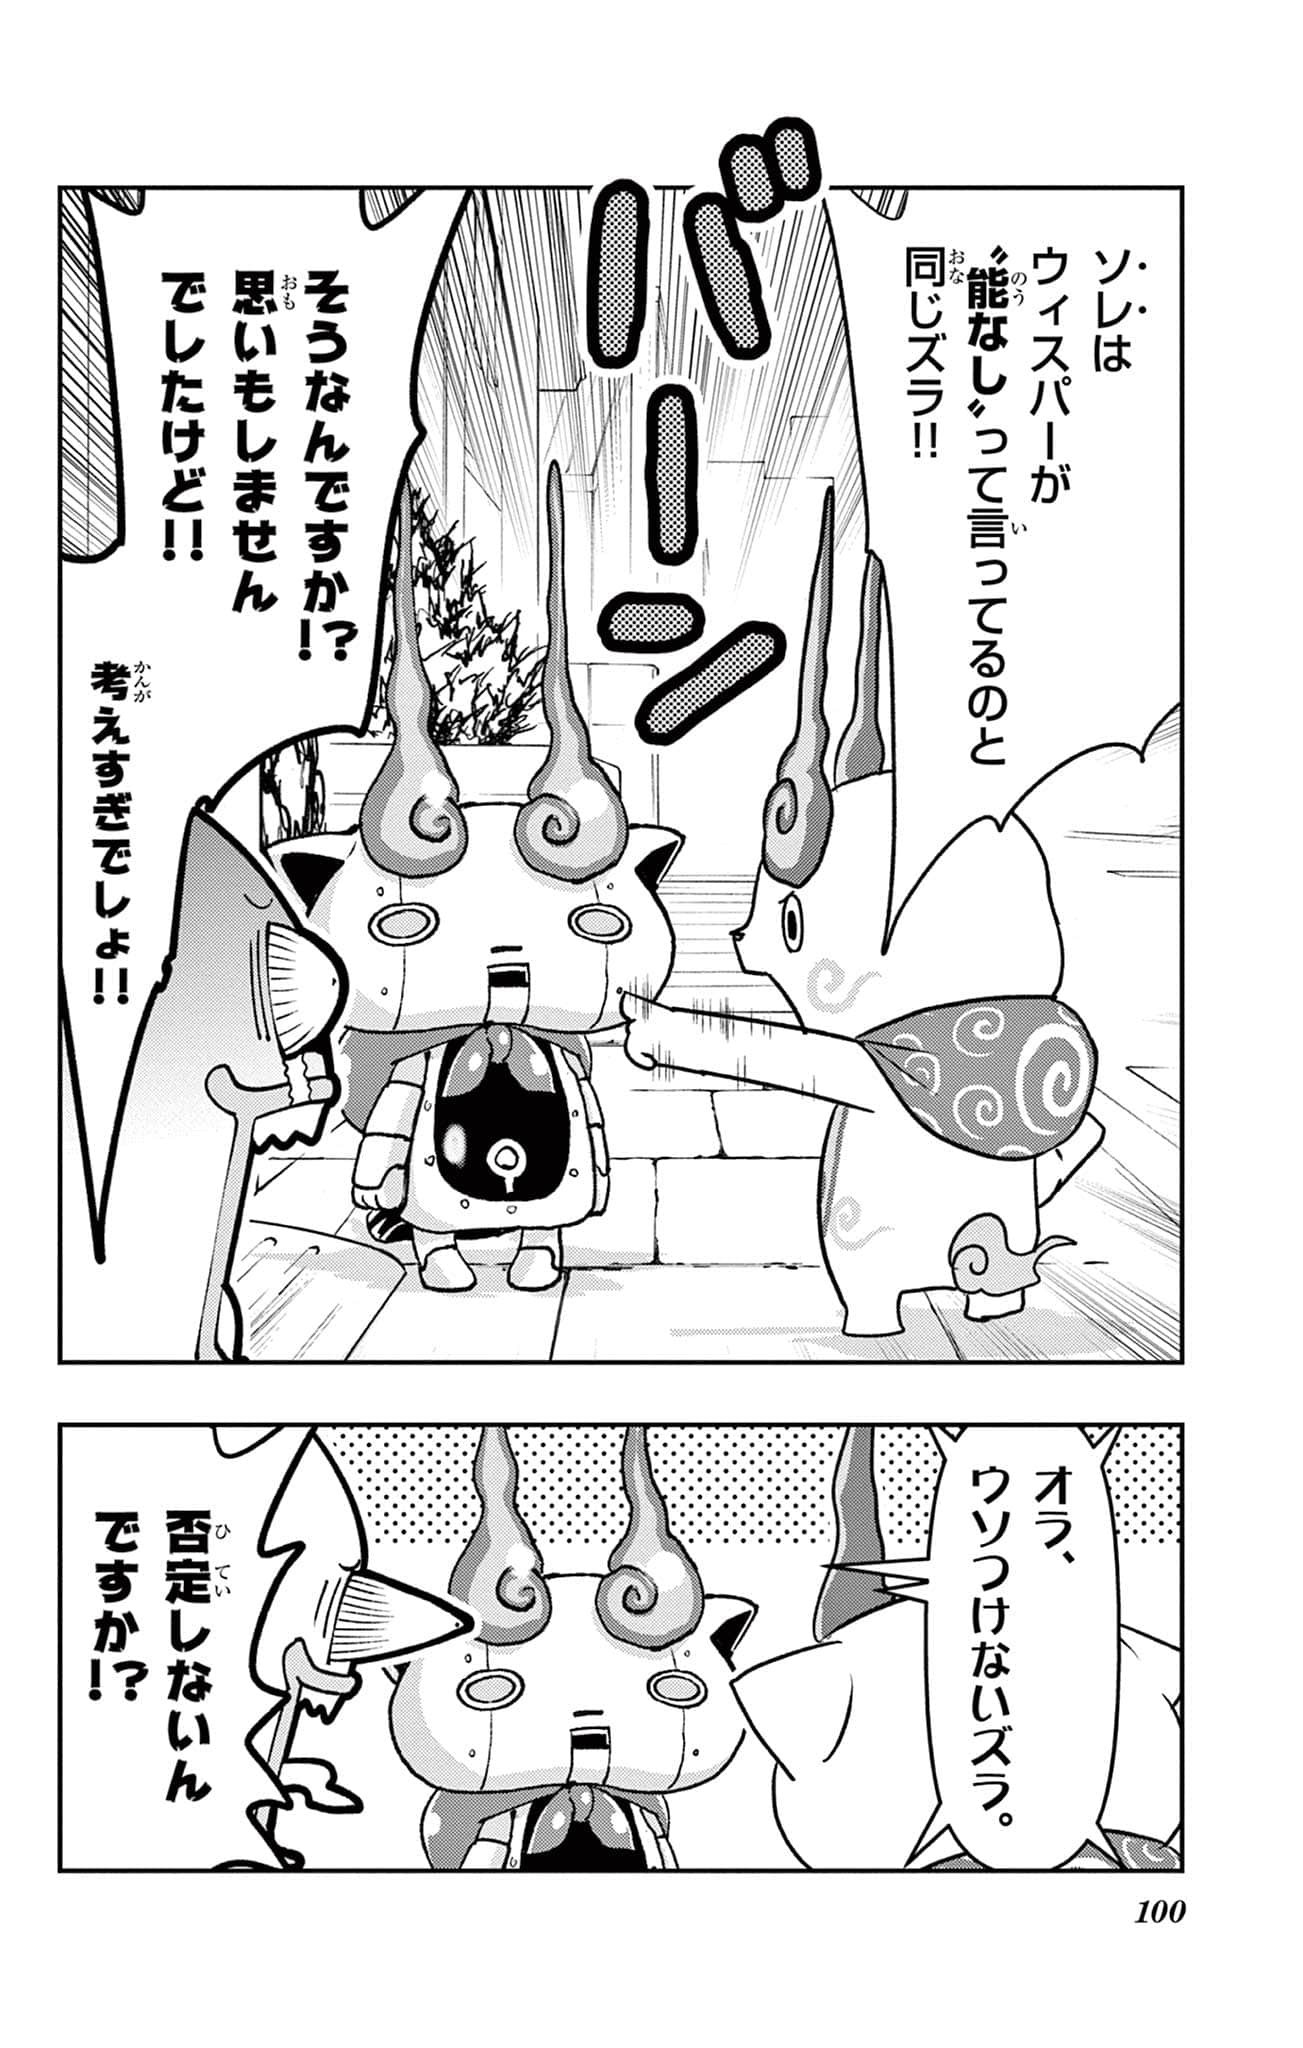 ソレは
ウィスパーが
〝能なし〟って言ってるのと
同じズラ!!
バーン
そうなんですか!?
思いもしません
でしたけど!!
考えすぎでしょ!!
オラ、
ウソつけないズラ。
否定しないん
ですか!?
100